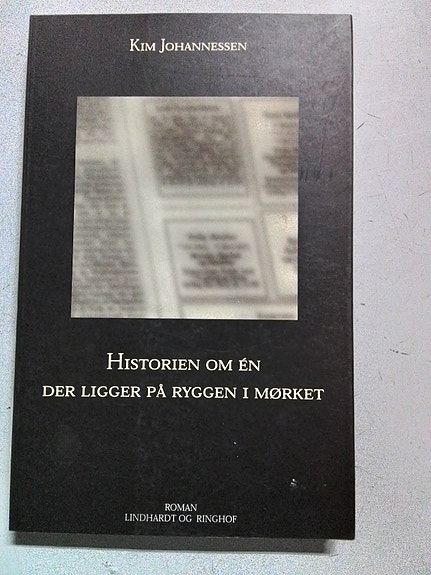 Kim Johannessen
Historien om én
der ligger på ryggen i mørket
ROMAN
LINDHARDT OG RINGHOF